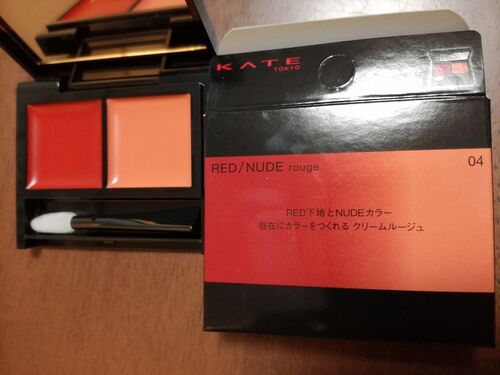 KATE
TOKYO
RED/NUDE rouge
04
RED下地とNUDEカラー
自在にカラーをつくれる クリームルージュ